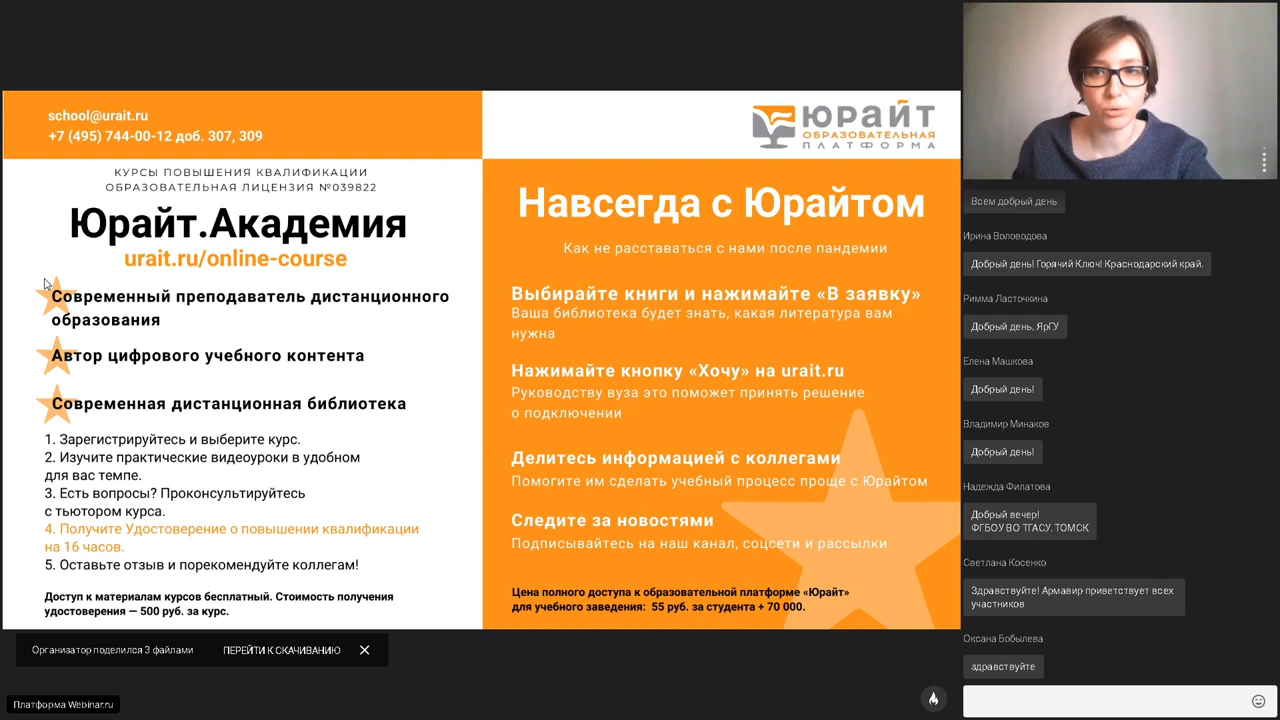 school@urait.ru
+7 (495) 744-00-12 доб. 307, 309
КУРСЫ ПОВЫШЕНИЯ КВАЛИФИКАЦИИ
ОБРАЗОВАТЕЛЬНАЯ ЛИЦЕНЗИЯ №039822
Юрайт.Академия
urait.ru/online-course
Современный преподаватель дистанционного
образования
Автор цифрового учебного контента
Современная дистанционная библиотека
1. Зарегистрируйтесь и выберите курс.
2. Изучите практические видеоуроки в удобном
для вас темпе.
3. Есть вопросы? Проконсультируйтесь
с тьютором курса.
4. Получите Удостоверение о повышении квалификации
на 16 часов.
5. Оставьте отзыв и порекомендуйте коллегам!
Доступ к материалам курсов бесплатный. Стоимость получения
удостоверения — 500 руб. за курс.
ЮРАЙТ
ОБРАЗОВАТЕЛЬНАЯ
ПЛАТФОРМА
Навсегда с Юрайтом
Как не расставаться с нами после пандемии
Выбирайте книги и нажимайте «В заявку»
Ваша библиотека будет знать, какая литература вам
нужна
Нажимайте кнопку «Хочу» на urait.ru
Руководству вуза это поможет принять решение
о подключении
Делитесь информацией с коллегами
Помогите им сделать учебный процесс проще с Юрайтом
Следите за новостями
Подписывайтесь на наш канал, соцсети и рассылки
Цена полного доступа к образовательной платформе «Юрайт»
для учебного заведения: 55 руб. за студента + 70 000.
Организатор поделился 3 файлами
ПЕРЕЙТИ К СКАЧИВАНИЮ
Платформа Webinar.ru
Всем добрый день
Ирина Воловодова
Добрый день! Горячий Ключ! Краснодарский край.
Римма Ласточкина
Добрый день, ЯрГУ
Елена Машкова
Добрый день!
Владимир Минаков
Добрый день!
Надежда Филатова
Добрый вечер!
ФГБОУ ВО ТГАСУ. ТОМСК
Светлана Косенко
Здравствуйте! Армавир приветствует всех
участников
Оксана Бобылева
здравствуйте